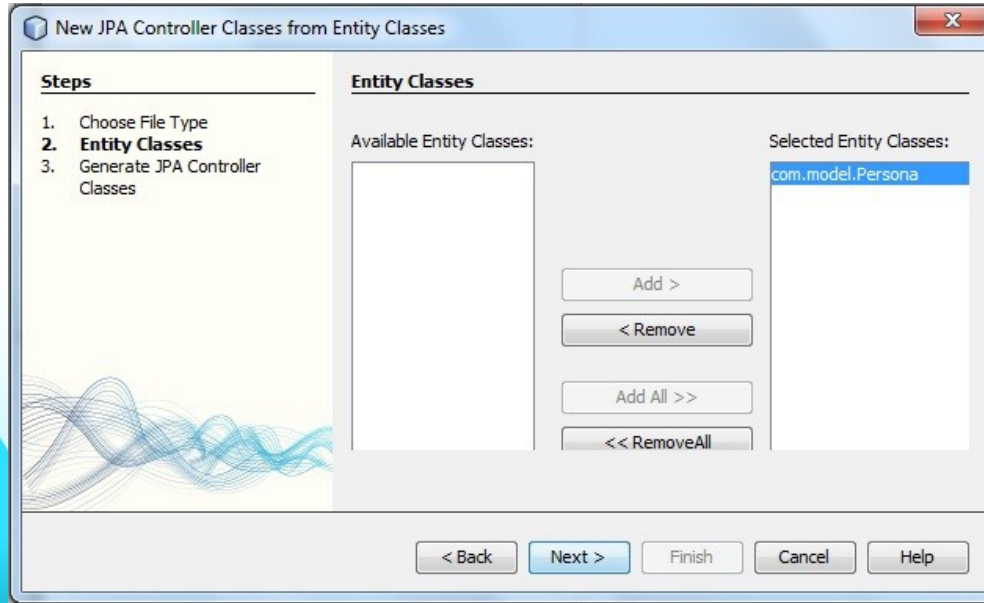 New JPA Controller Classes from Entity Classes
Steps
1. Choose File Type
2. Entity Classes
3. Generate JPA Controller
Classes
Entity Classes
Available Entity Classes:
Selected Entity Classes:
com.model.Persona
Add >
< Remove
Add All >>
<< RemoveAll
< Back
Next >
Finish
Cancel
Help